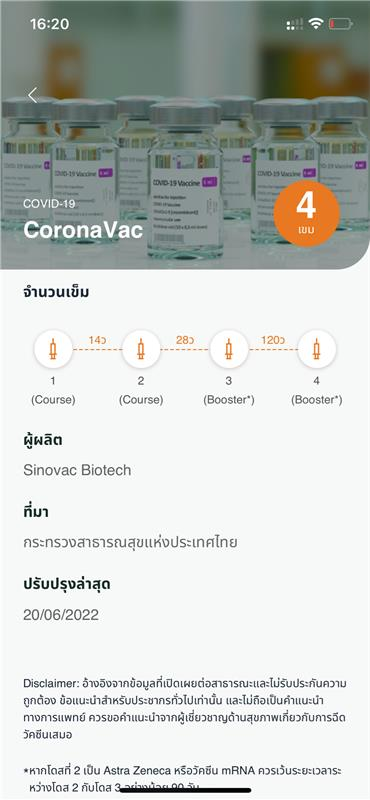 16:20
COVID-19 Vaccine
COVID-19
CoronaVac
4
เขม
จำนวนเข็ม
14ว
28ว
120ว
1
2
3
4
(Course)
(Course)
(Booster*)
(Booster*)
ผู้ผลิต
Sinovac Biotech
ที่มา
กระทรวงสาธารณสุขแห่งประเทศไทย
ปรับปรุงล่าสุด
20/06/2022
Disclaimer: อ้างอิงจากข้อมูลที่เปิดเผยต่อสาธารณะและไม่รับประกันความ
ถูกต้อง ข้อแนะนำสำหรับประชากรทั่วไปเท่านั้น และไม่ถือเป็นคำแนะนำ
ทางการแพทย์ ควรขอคำแนะนำจากผู้เชี่ยวชาญด้านสุขภาพเกี่ยวกับการฉีด
วัคซีนเสมอ
*หากโดสที่ 2 เป็น Astra Zeneca หรือวัคซีน mRNA ควรเว้นระยะเวลาระ
หว่างโดส 2 กับโดส 3 อย่างน้อย 90 วัน